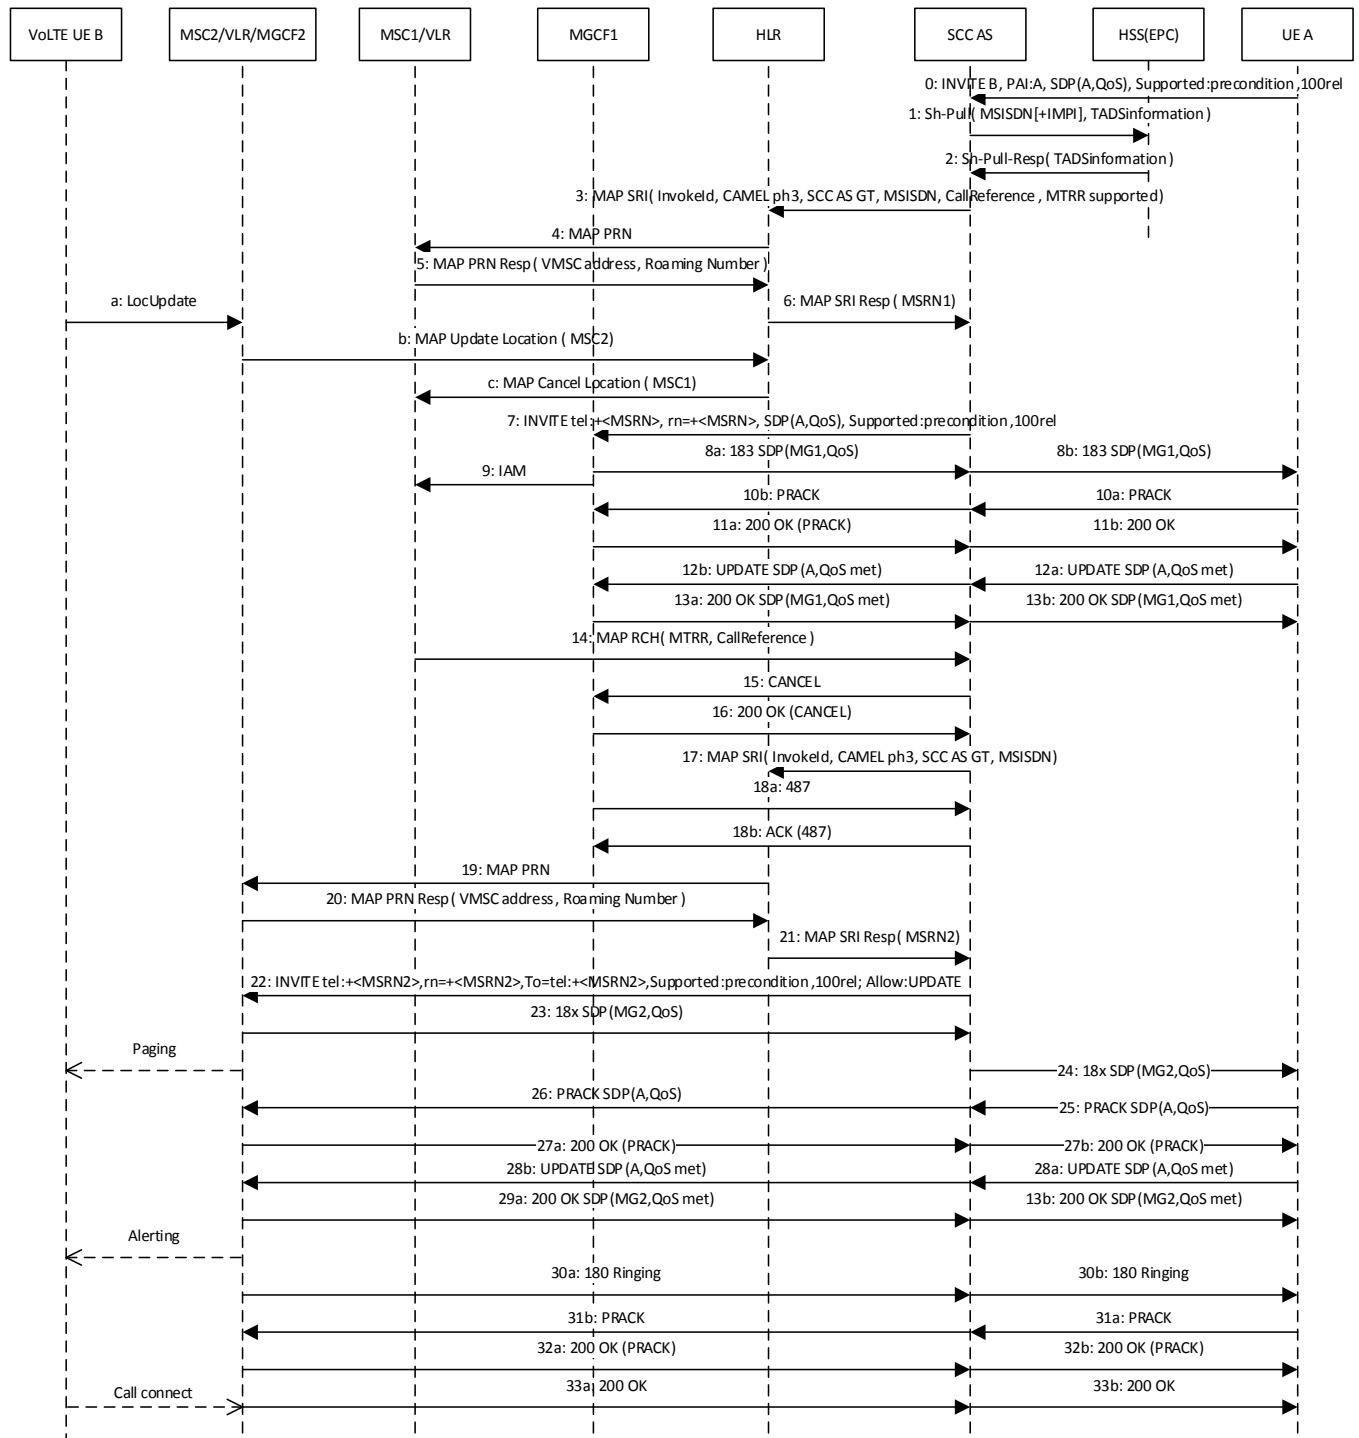 VoLTE UE B
MSC2/VLR/MGCF2
MSC1/VLR
MGCF1
HLR
SCC AS
HSS(EPC)
UE A
0: INVITE B, PAI:A, SDP(A,QoS), Supported:precondition,100rel
1: Sh-Pull( MSISDN[+IMPI], TADSinformation)
2: Sh-Pull-Resp( TADSinformation)
3: MAP SRI( InvokeId, CAMEL ph3, SCC AS GT, MSISDN, CallReference, MTRR supported)
4: MAP PRN
5: MAP PRN Resp( VMSC address, Roaming Number)
a: LocUpdate
6: MAP SRI Resp( MSRN1)
b: MAP Update Location( MSC2)
c: MAP Cancel Location( MSC1)
7: INVITE tel:+<MSRN>, rn=+<MSRN>, SDP(A,QoS), Supported:precondition,100rel
8a: 183 SDP(MG1,QoS)
8b: 183 SDP(MG1,QoS)
9: IAM
10b: PRACK
10a: PRACK
11a: 200 OK (PRACK)
11b: 200 OK
12b: UPDATE SDP(A,QoS met)
12a: UPDATE SDP(A,QoS met)
13a: 200 OK SDP(MG1,QoS met)
13b: 200 OK SDP(MG1,QoS met)
14: MAP RCH( MTRR, CallReference)
15: CANCEL
16: 200 OK (CANCEL)
17: MAP SRI( InvokeId, CAMEL ph3, SCC AS GT, MSISDN)
18a: 487
18b: ACK (487)
19: MAP PRN
20: MAP PRN Resp( VMSC address, Roaming Number)
21: MAP SRI Resp( MSRN2)
22: INVITE tel:+<MSRN2>,rn=+<MSRN2>,To=tel:+<MSRN2>,Supported:precondition,100rel; Allow:UPDATE
23: 18x SDP(MG2,QoS)
Paging
24: 18x SDP(MG2,QoS)
26: PRACK SDP(A,QoS)
25: PRACK SDP(A,QoS)
27a: 200 OK (PRACK)
27b: 200 OK (PRACK)
28b: UPDATE SDP(A,QoS met)
28a: UPDATE SDP(A,QoS met)
29a: 200 OK SDP(MG2,QoS met)
13b: 200 OK SDP(MG2,QoS met)
Alerting
30a: 180 Ringing
30b: 180 Ringing
31b: PRACK
31a: PRACK
32a: 200 OK (PRACK)
32b: 200 OK (PRACK)
Call connect
33a: 200 OK
33b: 200 OK